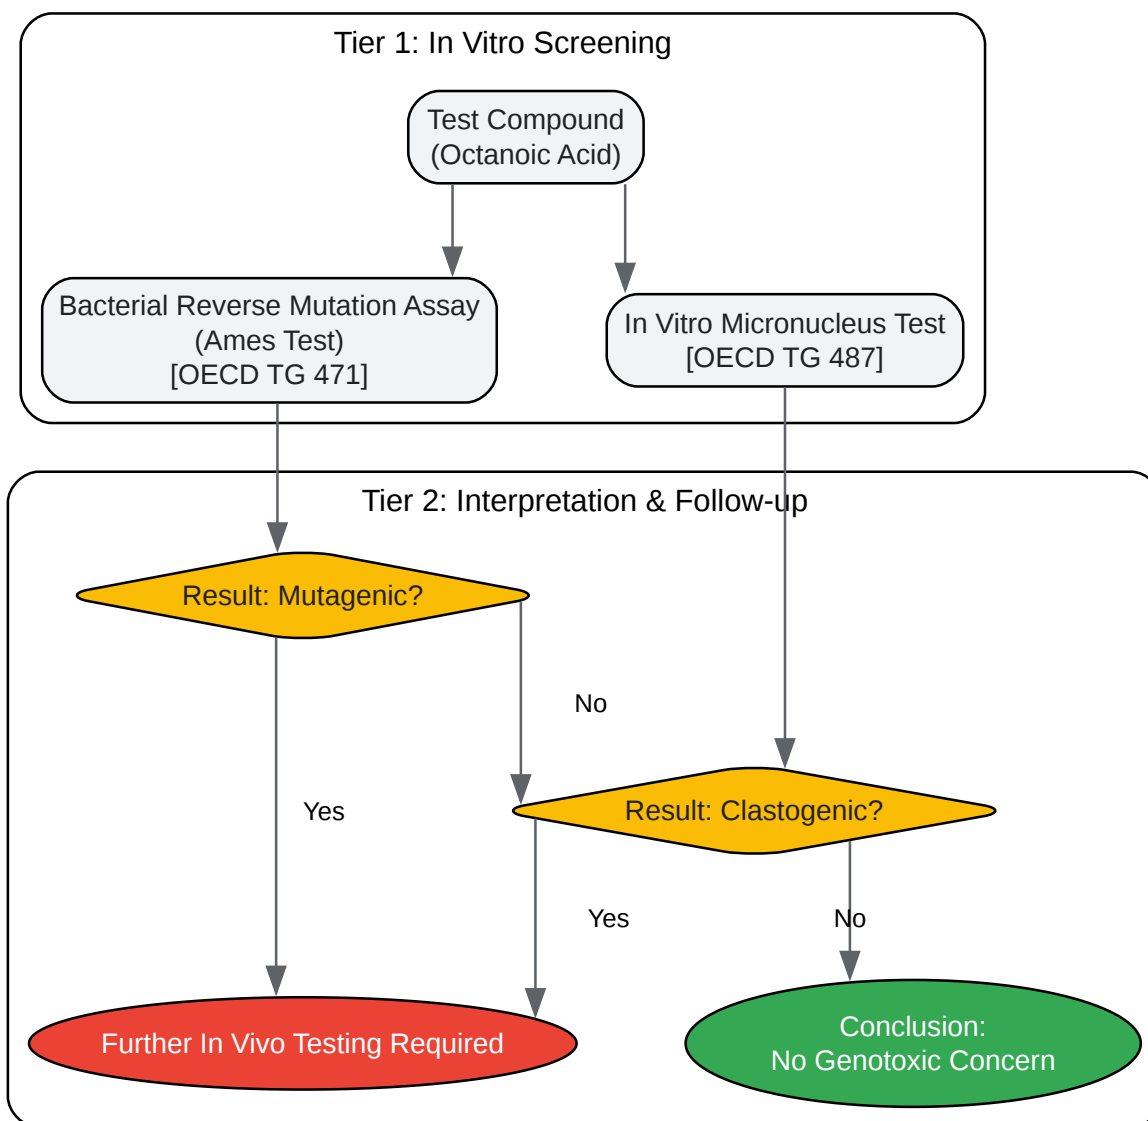 Tier 1: In Vitro Screening
Test Compound
(Octanoic Acid)
Bacterial Reverse Mutation Assay
(Ames Test)
[OECD TG 471]
In Vitro Micronucleus Test
[OECD TG 487]
Tier 2: Interpretation & Follow-up
Result: Mutagenic?
No
Yes
Result: Clastogenic?
Yes
No
Further In Vivo Testing Required
Conclusion:
No Genotoxic Concern